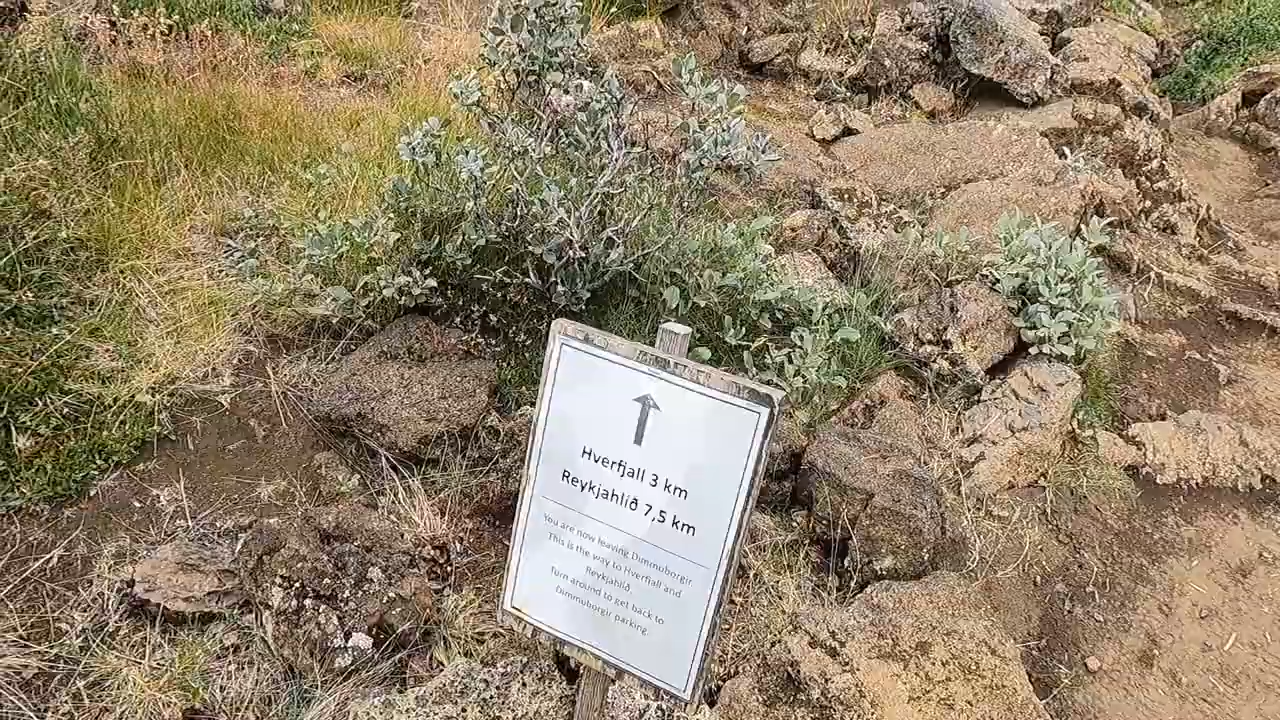 Hverfjall 3 km
Reykjahlíð 7,5 km
You are now leaving Dimmuborgir.
This is the way to Hverfjall and
Reykjahlíð.
Turn around to get back to
Dimmuborgir parking.